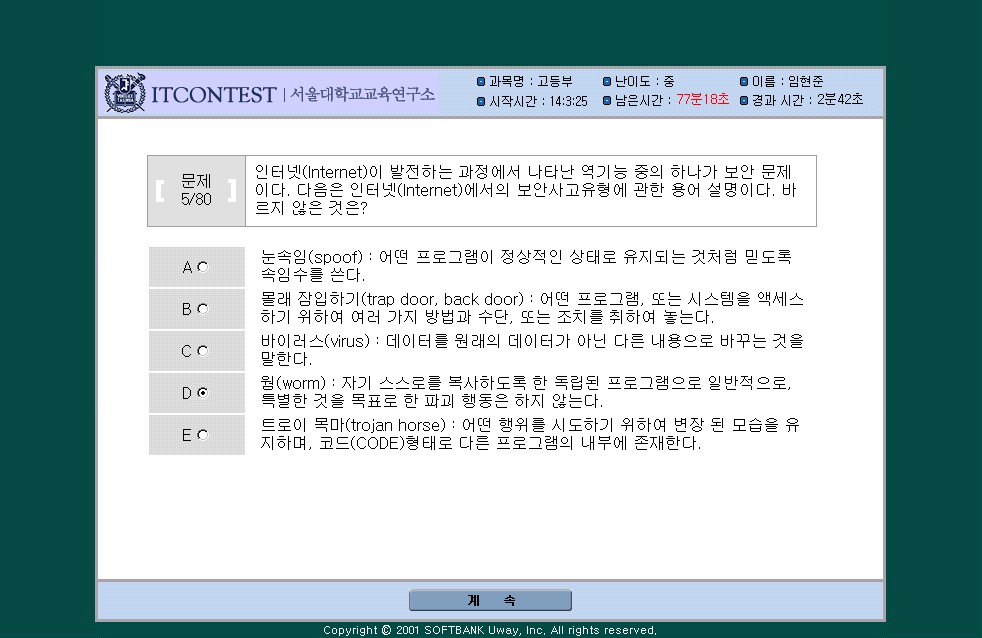 ITCONTEST | 서울대학교교육연구소
과목명 : 고등부 난이도 : 중 이름 : 임현준
시작시간 : 14:3:25 남은시간 : 77분18초 경과 시간 : 2분42초
문제
5/80
인터넷(Internet)이 발전하는 과정에서 나타난 역기능 중의 하나가 보안 문제
이다. 다음은 인터넷(Internet)에서의 보안사고유형에 관한 용어 설명이다. 바
르지 않은 것은?
A 눈속임(spoof) : 어떤 프로그램이 정상적인 상태로 유지되는 것처럼 믿도록
속임수를 쓴다.
B 몰래 잠입하기(trap door, back door) : 어떤 프로그램, 또는 시스템을 액세스
하기 위하여 여러 가지 방법과 수단, 또는 조치를 취하여 놓는다.
C 바이러스(virus) : 데이터를 원래의 데이터가 아닌 다른 내용으로 바꾸는 것을
말한다.
D 웜(worm) : 자기 스스로를 복사하도록 한 독립된 프로그램으로 일반적으로,
특별한 것을 목표로 한 파괴 행동은 하지 않는다.
E 트로이 목마(trojan horse) : 어떤 행위를 시도하기 위하여 변장 된 모습을 유
지하며, 코드(CODE)형태로 다른 프로그램의 내부에 존재한다.
계 속
Copyright © 2001 SOFTBANK Uway, Inc. All rights reserved.